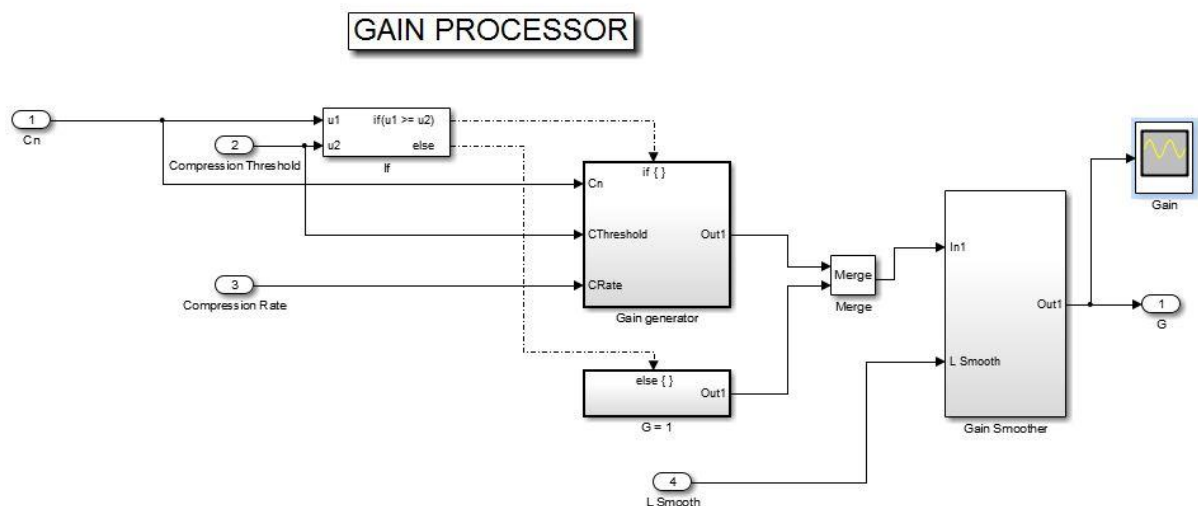 GAIN PROCESSOR
1
Cn
2
Compression Threshold
u1 if(u1 >= u2)
u2 else
If
if { }
Cn
CThreshold
Out1
CRate
Gain generator
3
Compression Rate
else { }
Out1
G = 1
Merge
Merge
In1
Out1
L Smooth
Gain Smoother
Gain
1
G
4
L Smooth